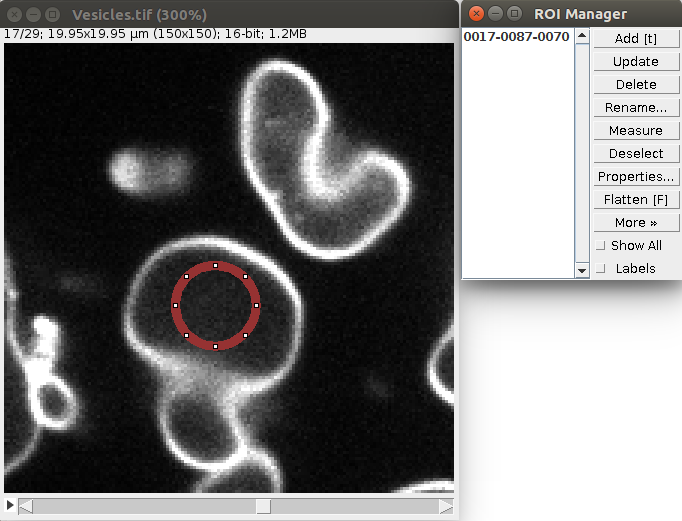 Vesicles.tif (300%)
17/29; 19.95x19.95 µm (150x150); 16-bit; 1.2MB
ROI Manager
0017-0087-0070
Add [t]
Update
Delete
Rename...
Measure
Deselect
Properties...
Flatten [F]
More »
Show All
Labels